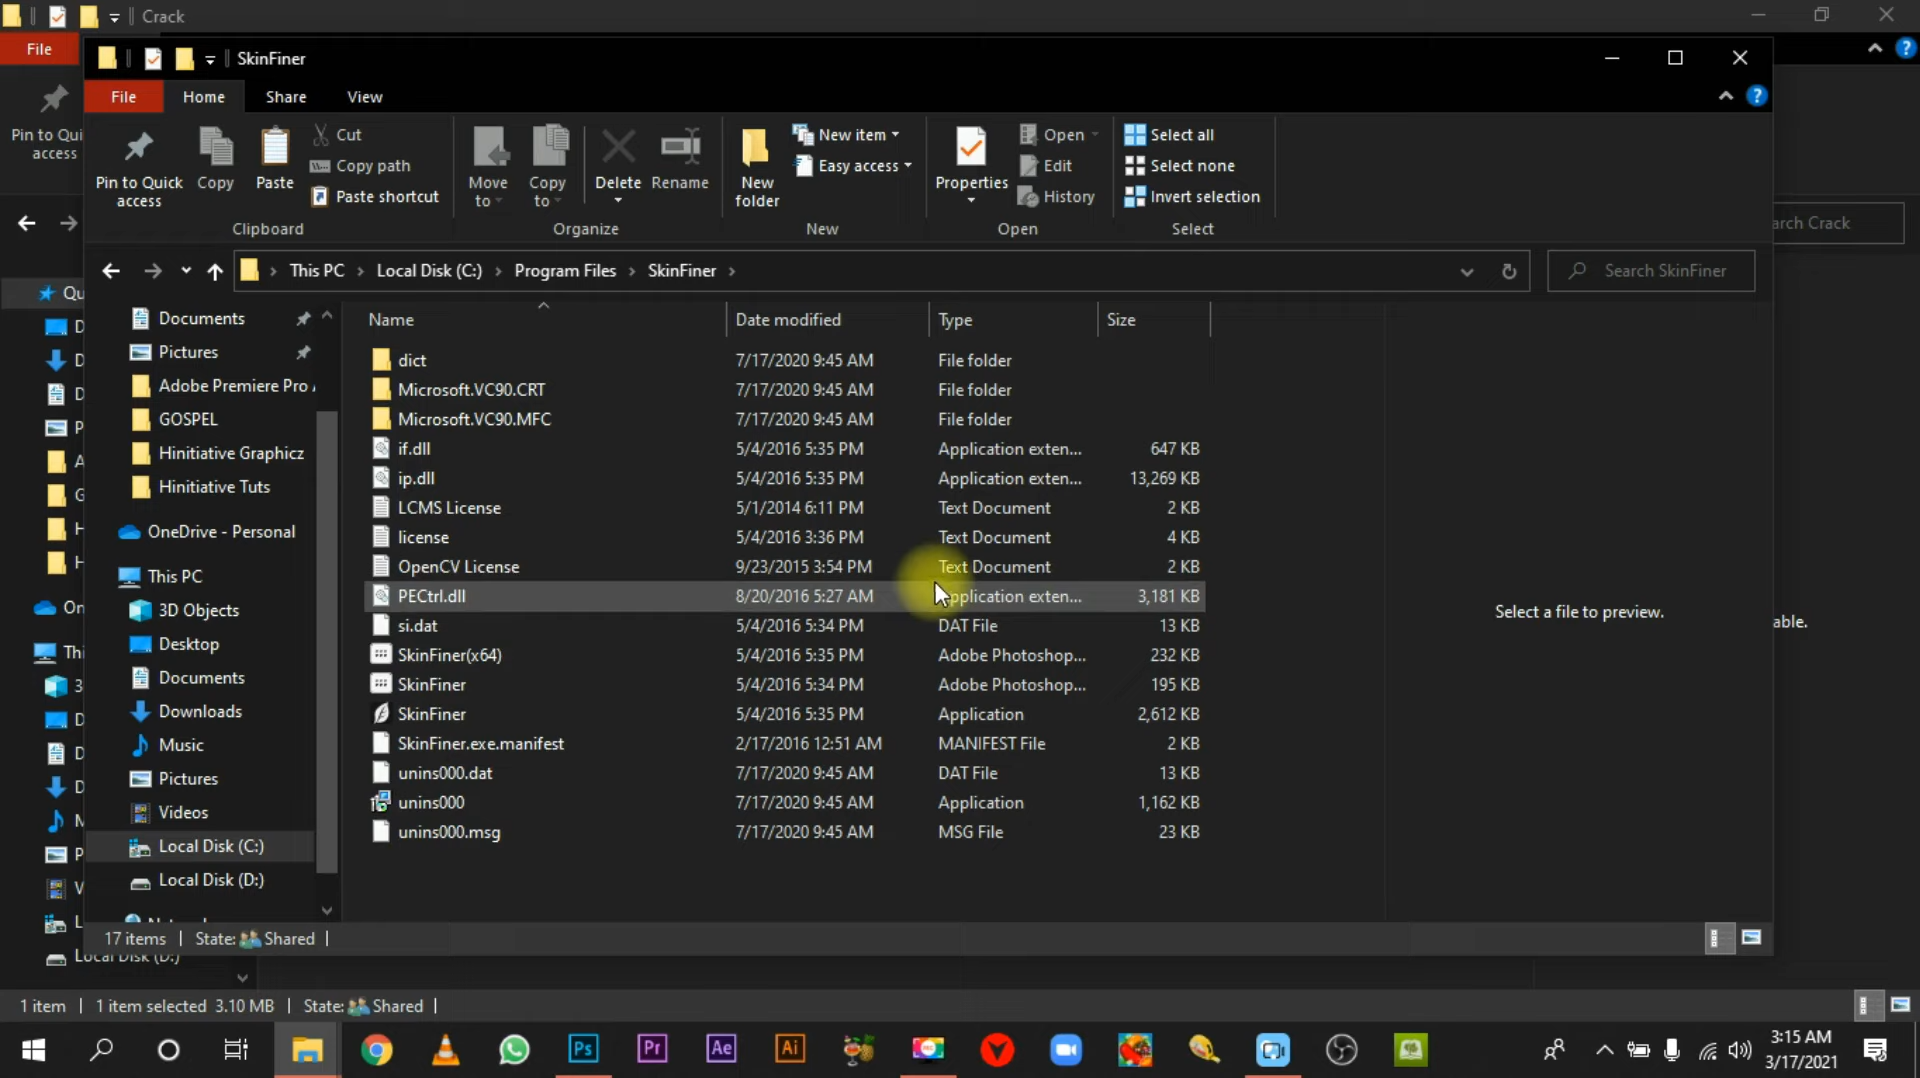 Crack
File
SkinFiner
File
Home
Share
View
Pin to Quick
access
Copy
Paste
Cut
Copy path
Paste shortcut
Clipboard
Move
to
Copy
to
Delete
Rename
Organize
New
folder
New item
Easy access
New
Properties
Open
Edit
History
Open
Select all
Select none
Invert selection
Select
Pin to Qui
access
arch Crack
This PC > Local Disk (C:) > Program Files > SkinFiner >
Search SkinFiner
Qu
Documents
Pictures
Adobe Premiere Pro
GOSPEL
Hinitiative Graphicz
Hinitiative Tuts
OneDrive - Personal
This PC
3D Objects
Desktop
Documents
Downloads
Music
Pictures
Videos
Local Disk (C:)
Local Disk (D:)
Name Date modified Type Size
dict 7/17/2020 9:45 AM File folder
Microsoft.VC90.CRT 7/17/2020 9:45 AM File folder
Microsoft.VC90.MFC 7/17/2020 9:45 AM File folder
if.dll 5/4/2016 5:35 PM Application exten... 647 KB
ip.dll 5/4/2016 5:35 PM Application exten... 13,269 KB
LCMS License 5/1/2014 6:11 PM Text Document 2 KB
license 5/4/2016 3:36 PM Text Document 4 KB
OpenCV License 9/23/2015 3:54 PM Text Document 2 KB
PECtrl.dll 8/20/2016 5:27 AM Application exten... 3,181 KB
si.dat 5/4/2016 5:34 PM DAT File 13 KB
SkinFiner(x64) 5/4/2016 5:35 PM Adobe Photoshop... 232 KB
SkinFiner 5/4/2016 5:34 PM Adobe Photoshop... 195 KB
SkinFiner 5/4/2016 5:35 PM Application 2,612 KB
SkinFiner.exe.manifest 2/17/2016 12:51 AM MANIFEST File 2 KB
unins000.dat 7/17/2020 9:45 AM DAT File 13 KB
unins000 7/17/2020 9:45 AM Application 1,162 KB
unins000.msg 7/17/2020 9:45 AM MSG File 23 KB
Select a file to preview.
able.
On
Thi
17 items State: Shared
Local Disk (D:)
1 item 1 item selected 3.10 MB State: Shared
Ps
Pr
Ae
Ai
3:15 AM
3/17/2021